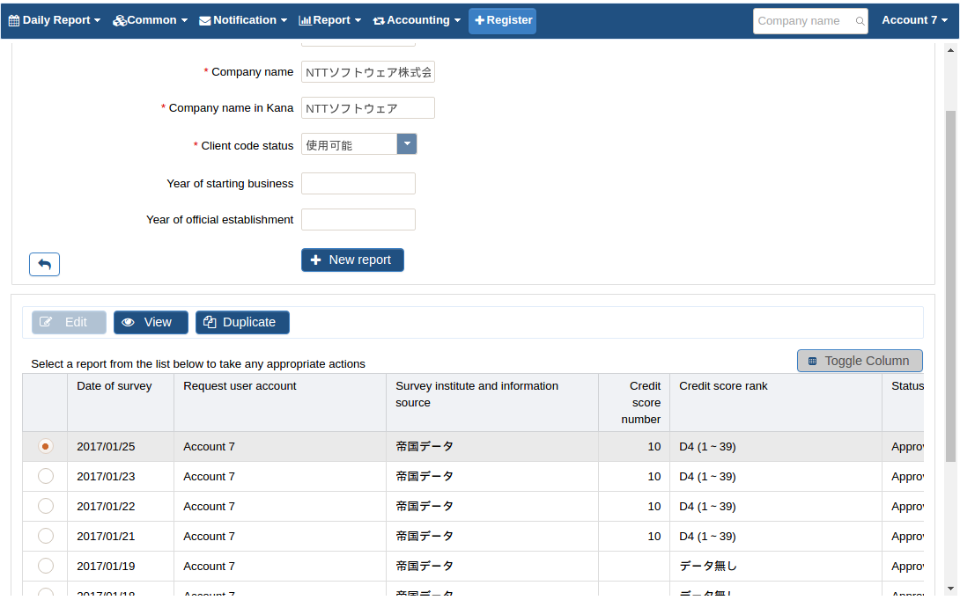 Daily Report Common Notification Report Accounting Register Company name Account 7
* Company name NTTソフトウェア株式会
* Company name in Kana NTTソフトウェア
* Client code status 使用可能
Year of starting business
Year of official establishment
New report
Edit View Duplicate
Select a report from the list below to take any appropriate actions
Toggle Column
Date of survey Request user account Survey institute and information source Credit score number Credit score rank Status
2017/01/25 Account 7 帝国データ 10 D4 (1 ~ 39)
2017/01/23 Account 7 帝国データ 10 D4 (1 ~ 39)
2017/01/22 Account 7 帝国データ 10 D4 (1 ~ 39)
2017/01/21 Account 7 帝国データ 10 D4 (1 ~ 39)
2017/01/19 Account 7 帝国データ データ無し
2017/01/18 Account 7 帝国データ データ無し